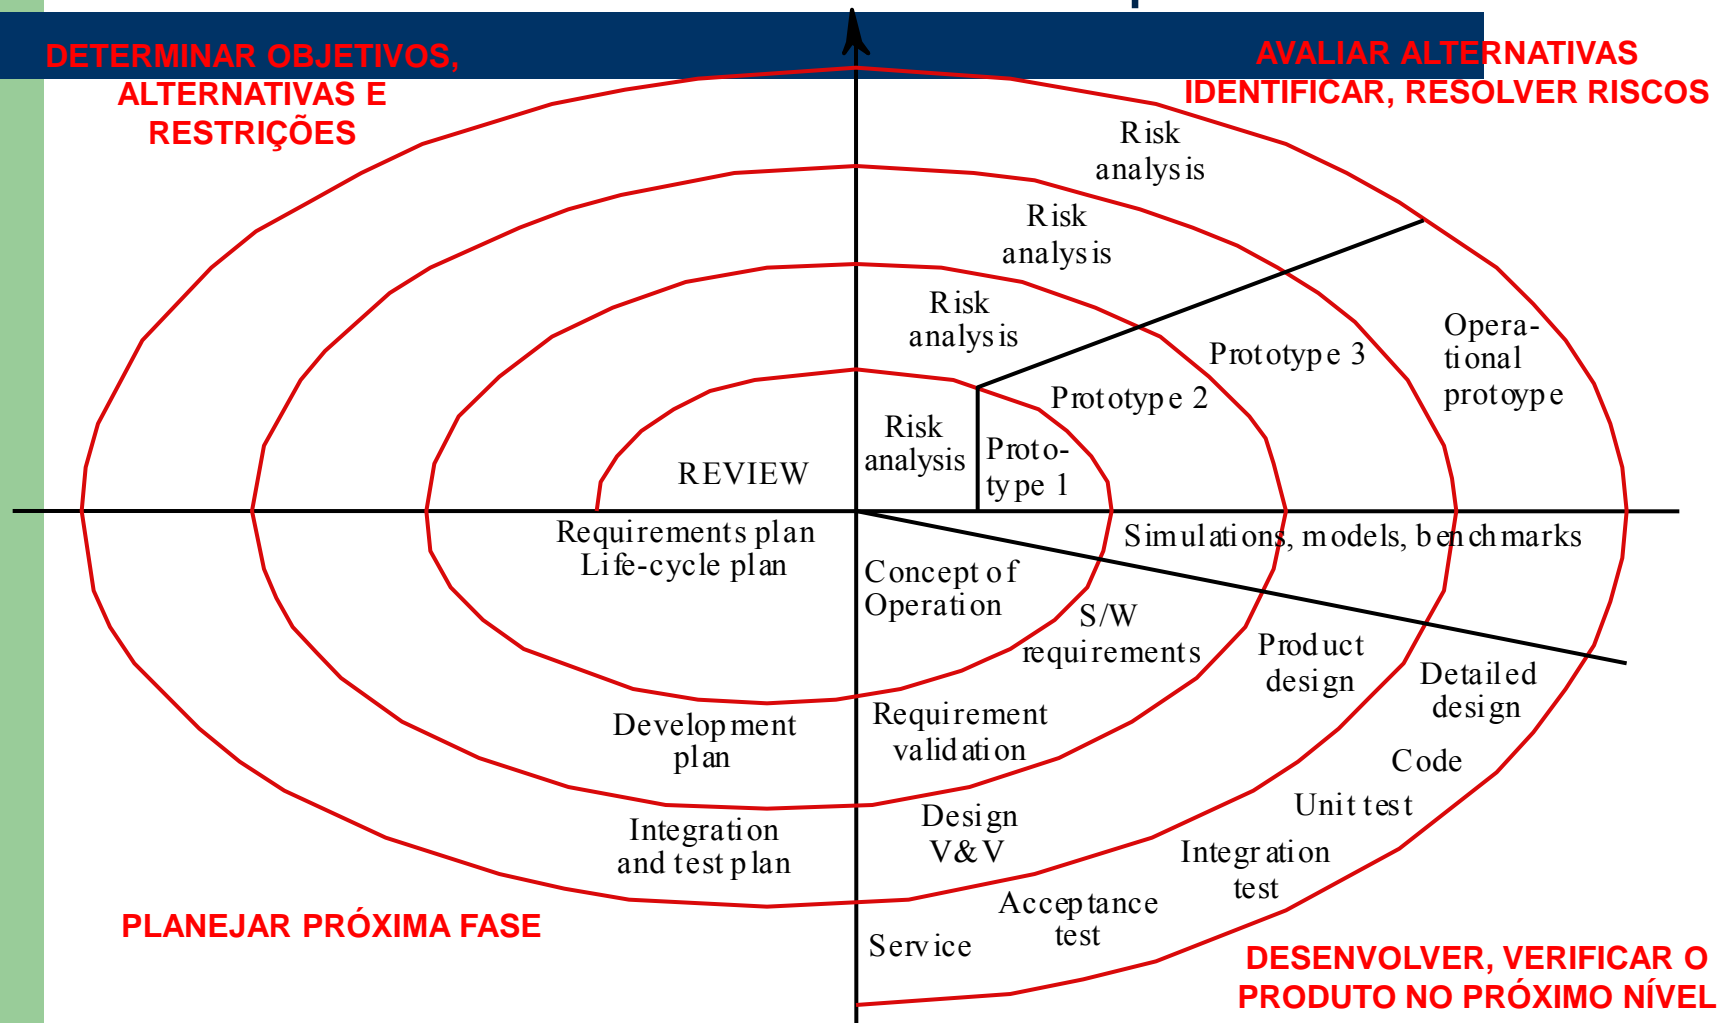 DETERMINAR OBJETIVOS,
ALTERNATIVAS E
RESTRIÇÕES
AVALIAR ALTERNATIVAS
IDENTIFICAR, RESOLVER RISCOS
Risk
analysis
Risk
analysis
Risk
analysis
Risk
analysis
Proto-
type 1
Prototype 2
Prototype 3
Opera-
tional
protoype
REVIEW
Requirements plan
Life-cycle plan
Concept of
Operation
Simulations, models, benchmarks
S/W
requirements
Product
design
Detailed
design
Development
plan
Requirement
validation
Code
Unit test
Integration
and test plan
Design
V&V
Integration
test
Acceptance
test
Service
PLANEJAR PRÓXIMA FASE
DESENVOLVER, VERIFICAR O
PRODUTO NO PRÓXIMO NÍVEL